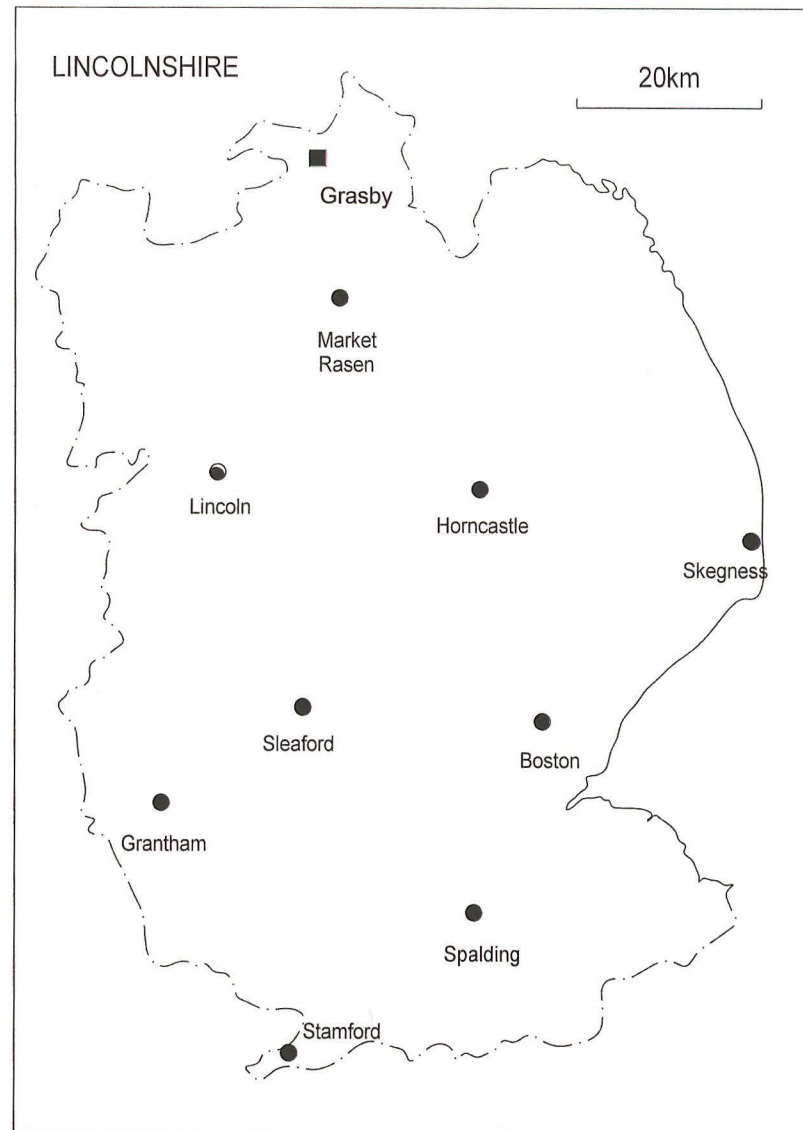 LINCOLNSHIRE
20km
Grasby
Market
Rasen
Lincoln
Horncastle
Skegness
Sleaford
Boston
Grantham
Spalding
Stamford